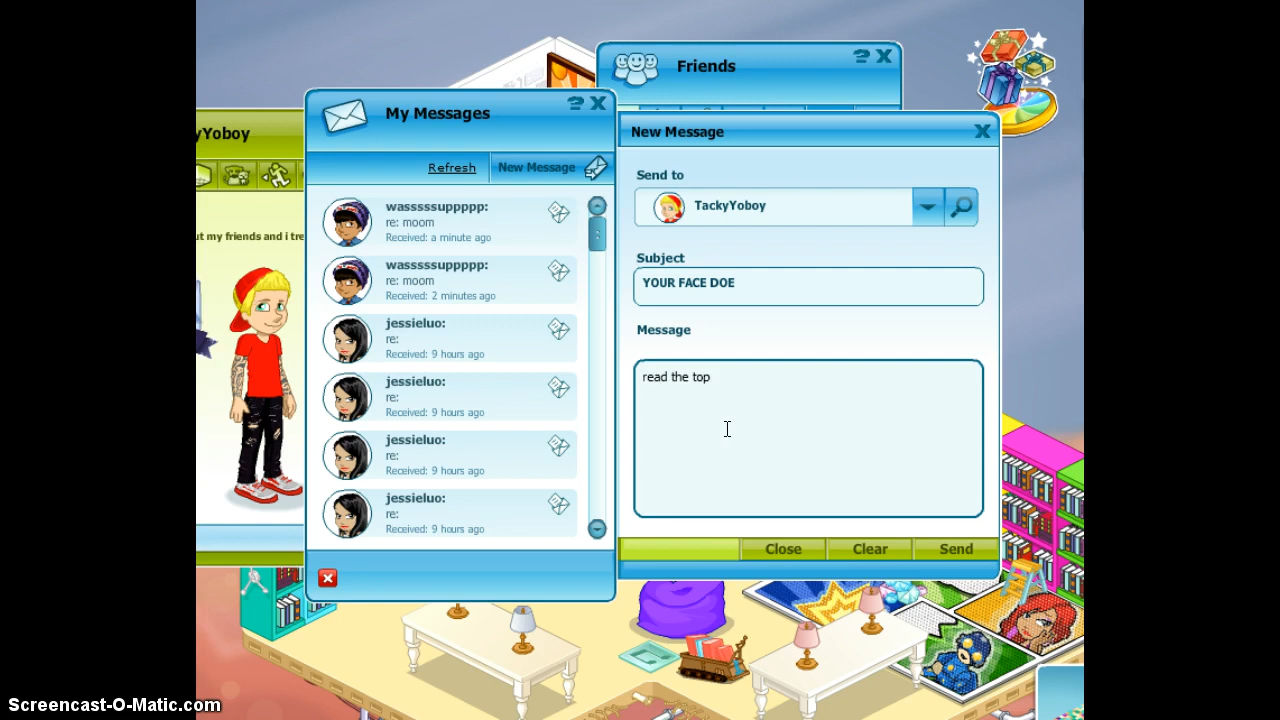 Friends
yYoboy
My Messages
New Message
Refresh
New Message
Send to
TackyYoboy
wasssssuppppp:
re: moom
Received: a minute ago
ut my friends and i tre
Subject
YOUR FACE DOE
wasssssuppppp:
re: moom
Received: 2 minutes ago
Message
jessieluo:
re:
Received: 9 hours ago
read the top
jessieluo:
re:
Received: 9 hours ago
jessieluo:
re:
Received: 9 hours ago
jessieluo:
re:
Received: 9 hours ago
Close
Clear
Send
Screencast-O-Matic.com